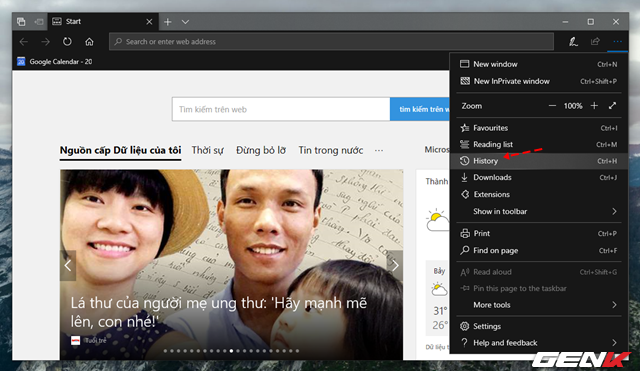 Start
Search or enter web address
Google Calendar - 20
New window Ctrl+N
New InPrivate window Ctrl+Shift+P
Zoom 100%
Favourites Ctrl+I
Reading list Ctrl+M
History Ctrl+H
Downloads Ctrl+J
Extensions
Show in toolbar
Print Ctrl+P
Find on page Ctrl+F
Read aloud Ctrl+Shift+G
Pin this page to the taskbar
More tools
Settings
Help and feedback
Tìm kiếm trên web
tìm kiếm trên w
Nguồn cấp Dữ liệu của tôi Thời sự Đừng bỏ lỡ Tin trong nước ... Micros
Thành
Bảy
31°
26°
Dữ liệu t
Lá thư của người mẹ ung thư: 'Hãy mạnh mẽ
lên, con nhé!'
Tuổi trẻ
GENK